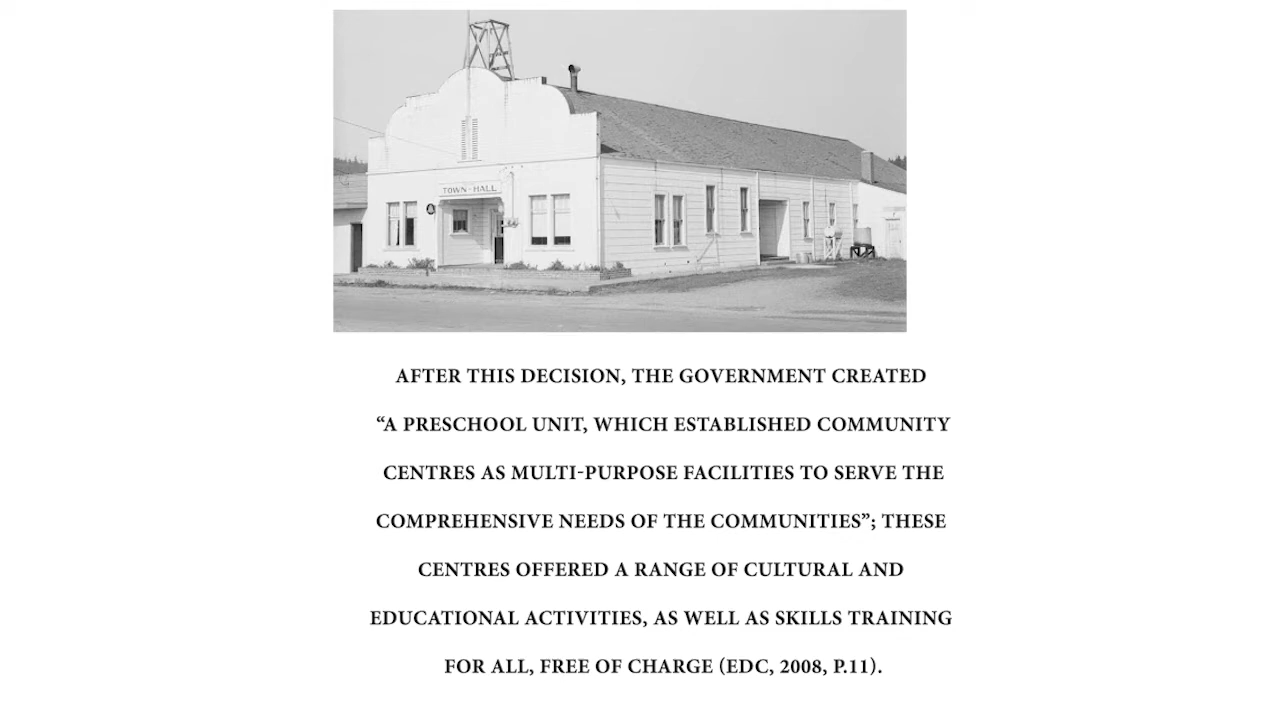 TOWN-HALL
AFTER THIS DECISION, THE GOVERNMENT CREATED
“A PRESCHOOL UNIT, WHICH ESTABLISHED COMMUNITY
CENTRES AS MULTI-PURPOSE FACILITIES TO SERVE THE
COMPREHENSIVE NEEDS OF THE COMMUNITIES”; THESE
CENTRES OFFERED A RANGE OF CULTURAL AND
EDUCATIONAL ACTIVITIES, AS WELL AS SKILLS TRAINING
FOR ALL, FREE OF CHARGE (EDC, 2008, P.11).